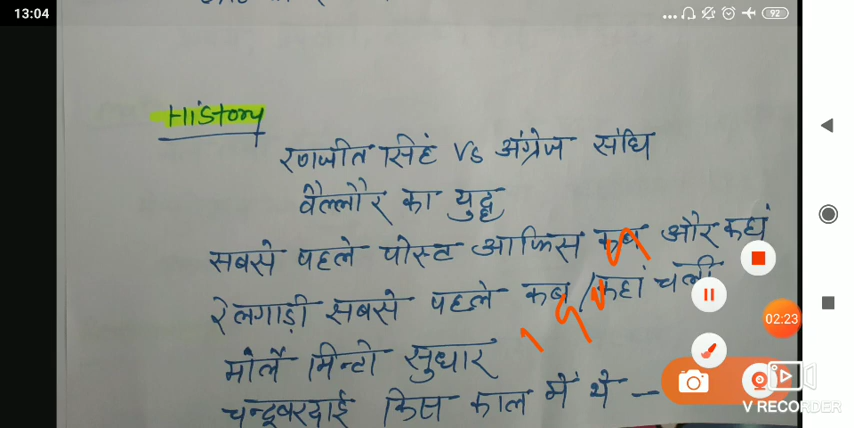 13:04
92
History
रणजीत सिंह Vs अंग्रेज संधि
वैल्लौर का युद्ध
सबसे पहले पोस्ट आफिस कब और कहां
रेलगाड़ी सबसे पहले कब/कहां चली
मोर्ले मिन्टो सुधार
चन्द्रवरदाई किस काल में थे —
02:23
V RECORDER